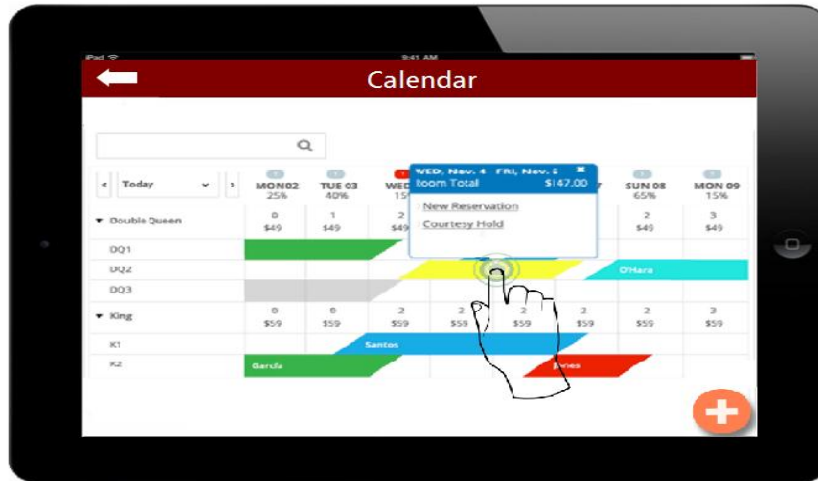 iPad 9:41 AM
Calendar
Today
MON 02 TUE 03 WED SUN 08 MON 09
25% 40% 15 65% 15%
WED, Nov. 4 FRI, Nov.
Room Total $147.00
New Reservation
Courtesy Hold
Double Queen 0 1 2 2 3
$49 $49 $49 $49 $49
DQ1
DQ2 O'Hara
DQ3
King 0 0 2 2 2 2 2 2
$59 $59 $59 $59 $59 $59 $59 $59
K1 Santos
K2 Garcia Jones